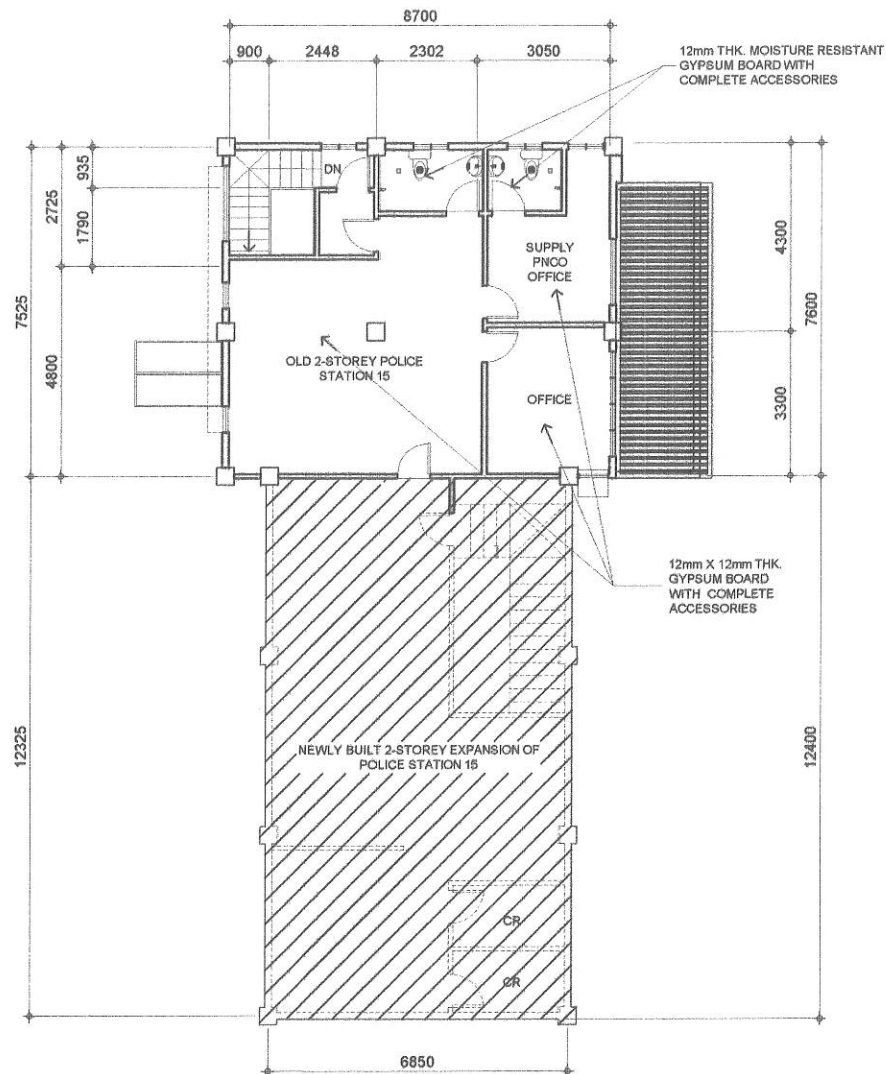 8700
900
2448
2302
3050
12mm THK. MOISTURE RESISTANT
GYPSUM BOARD WITH
COMPLETE ACCESSORIES
935
2725
1790
7525
4800
DN
SUPPLY
PNCO
OFFICE
4300
7600
3300
OLD 2-STOREY POLICE
STATION 15
OFFICE
12mm X 12mm THK.
GYPSUM BOARD
WITH COMPLETE
ACCESSORIES
12325
NEWLY BUILT 2-STOREY EXPANSION OF
POLICE STATION 15
12400
CR
CR
6850